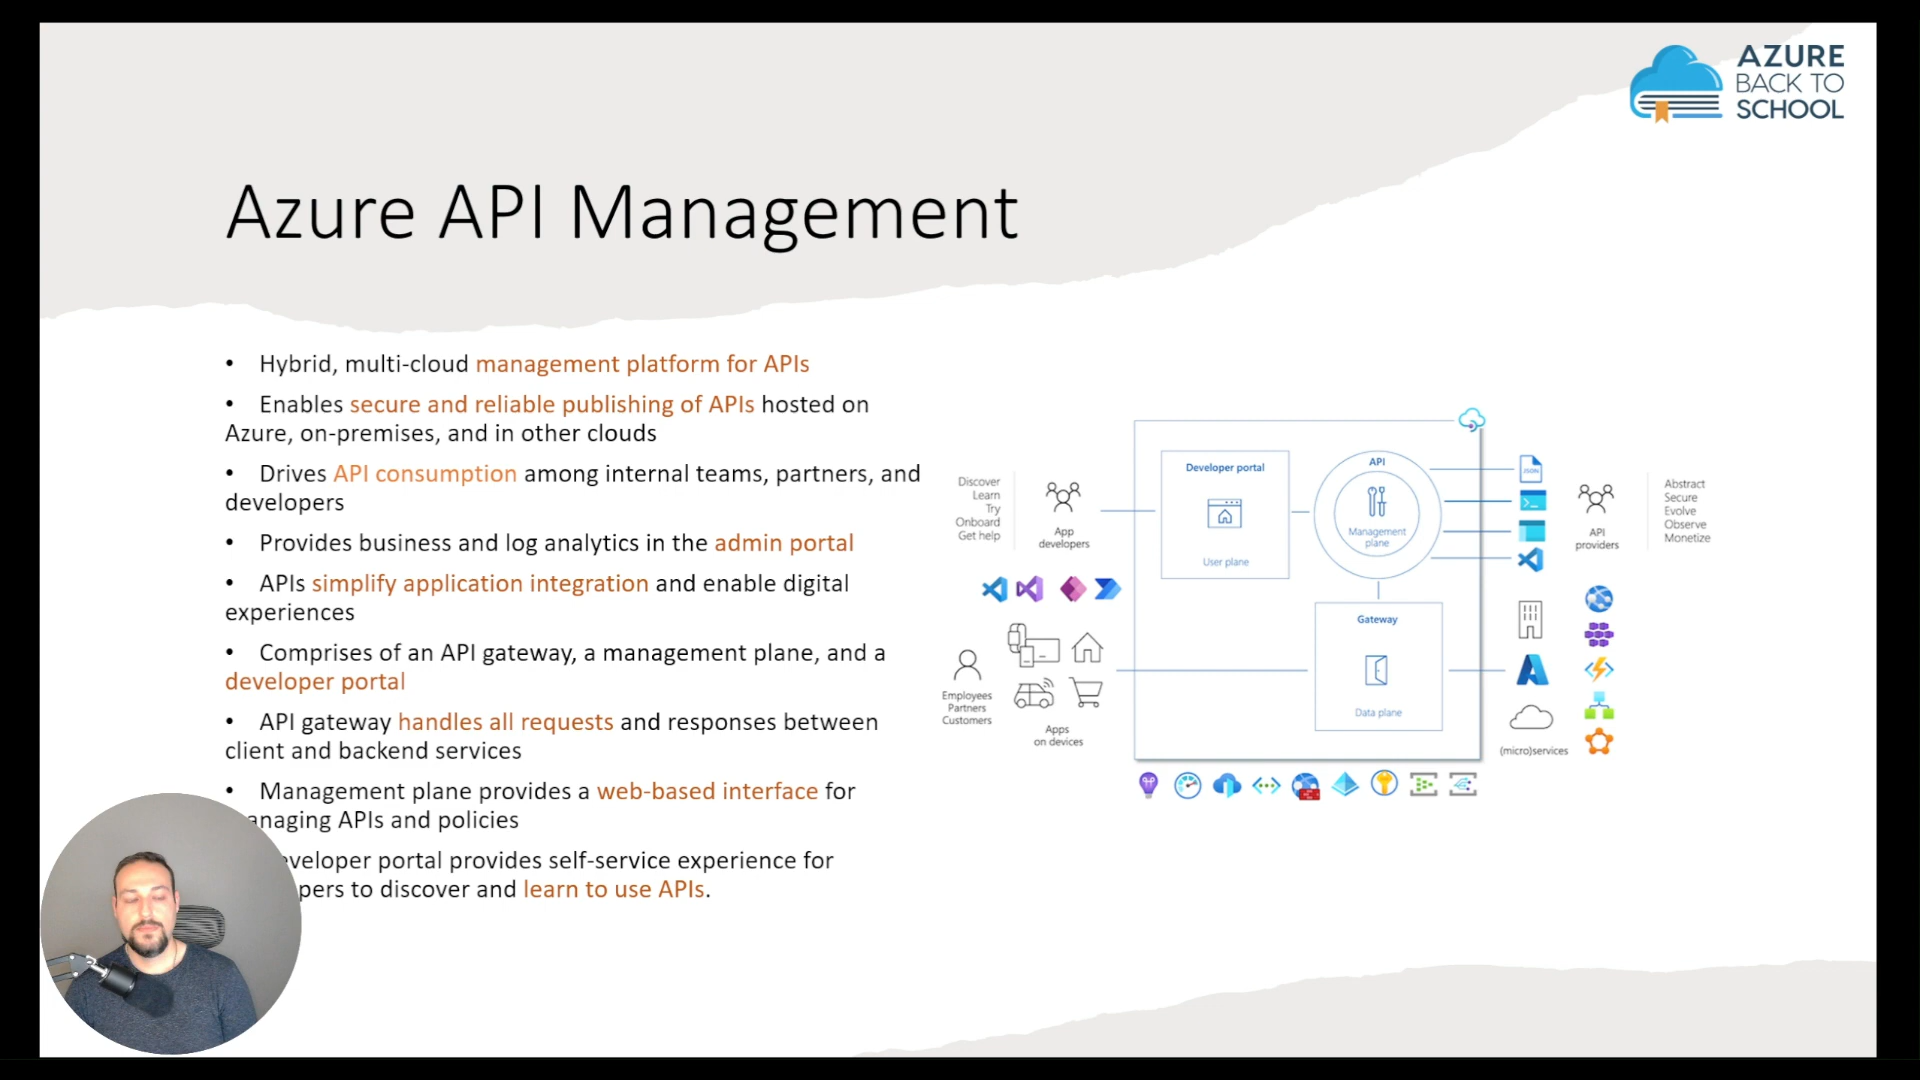 AZURE
BACK TO
SCHOOL
Azure API Management
• Hybrid, multi-cloud management platform for APIs
• Enables secure and reliable publishing of APIs hosted on
Azure, on-premises, and in other clouds
• Drives API consumption among internal teams, partners, and
developers
• Provides business and log analytics in the admin portal
• APIs simplify application integration and enable digital
experiences
• Comprises of an API gateway, a management plane, and a
developer portal
• API gateway handles all requests and responses between
client and backend services
• Management plane provides a web-based interface for
anaging APIs and policies
eveloper portal provides self-service experience for
pers to discover and learn to use APIs.
Discover
Learn
Try
Onboard
Get help
App
developers
Employees
Partners
Customers
Apps
on devices
Developer portal
User plane
API
Management
plane
Gateway
Data plane
JSON
API
providers
Abstract
Secure
Evolve
Observe
Monetize
(micro)services